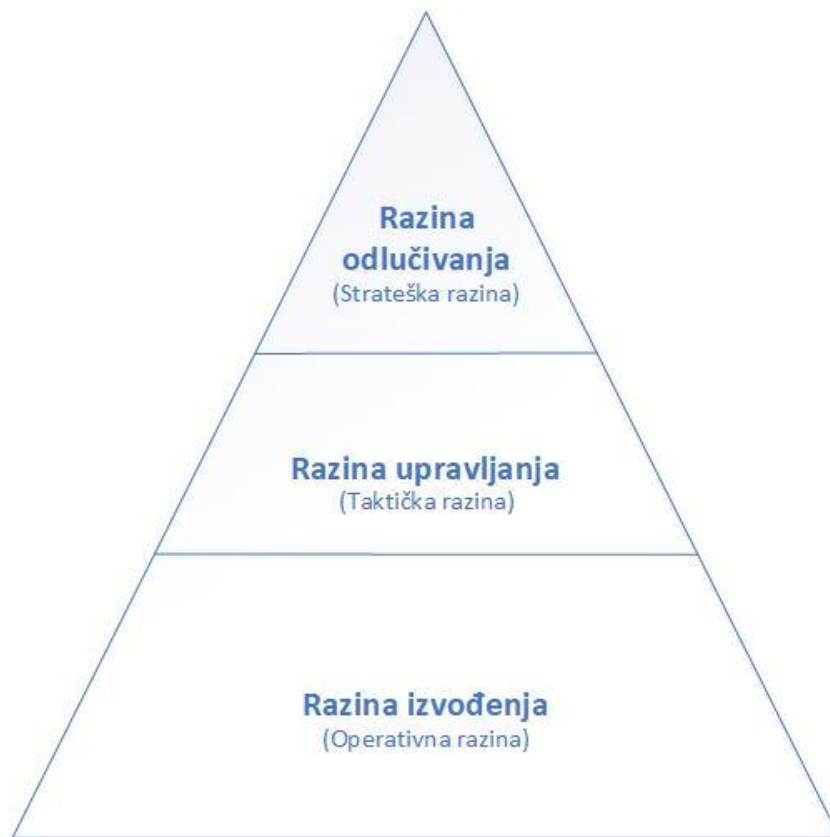 Razina
odlučivanja
(Strateška razina)
Razina upravljanja
(Taktička razina)
Razina izvođenja
(Operativna razina)